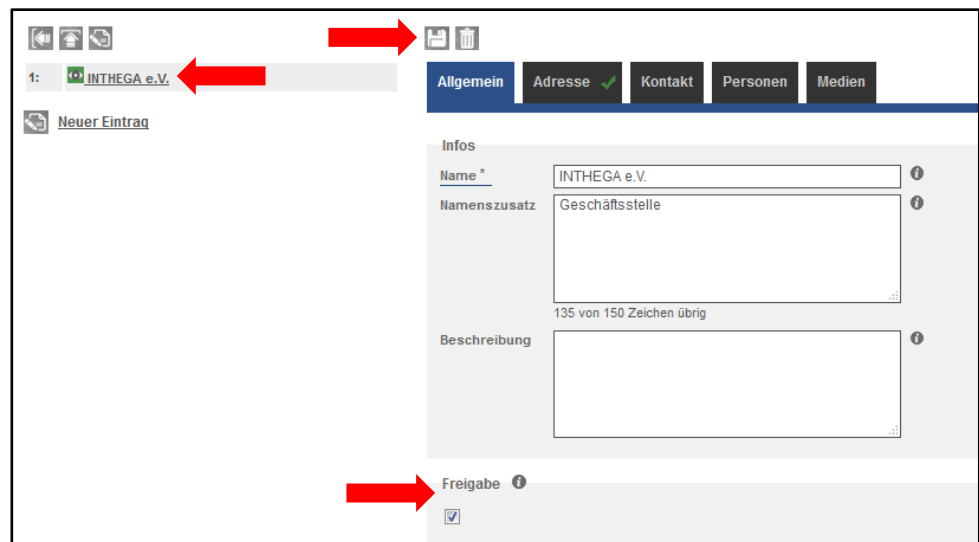 1: INTHEGA e.V.
Neuer Eintrag
Allgemein Adresse Kontakt Personen Medien
Infos
Name * INTHEGA e.V.
Namenszusatz Geschäftsstelle
135 von 150 Zeichen übrig
Beschreibung
Freigabe